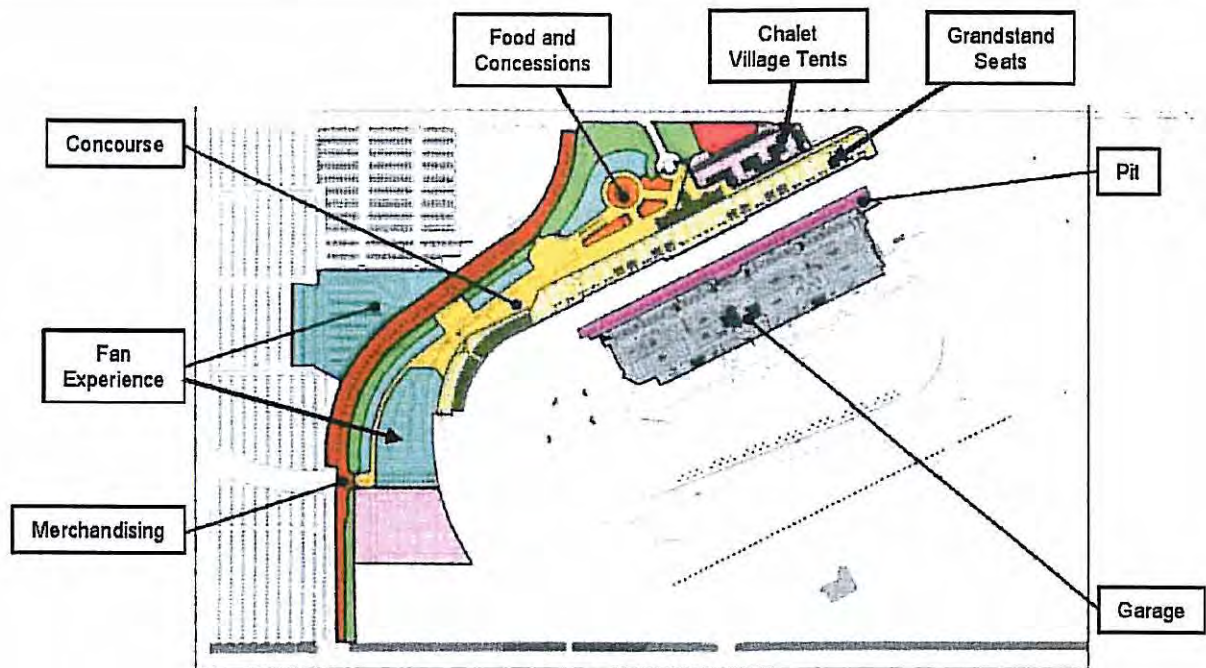 Food and
Concessions
Chalet
Village Tents
Grandstand
Seats
Concourse
Pit
Fan
Experience
Merchandising
Garage